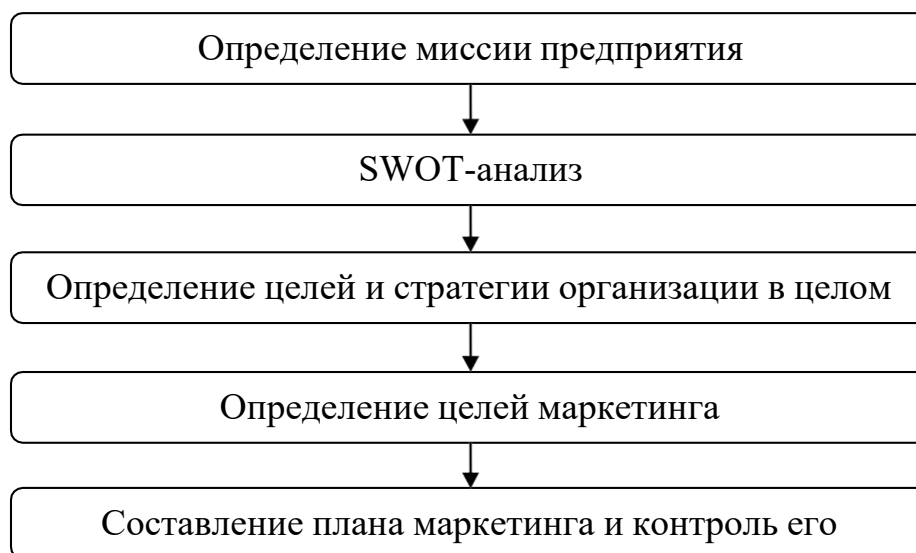 Определение миссии предприятия
SWOT-анализ
Определение целей и стратегии организации в целом
Определение целей маркетинга
Составление плана маркетинга и контроль его